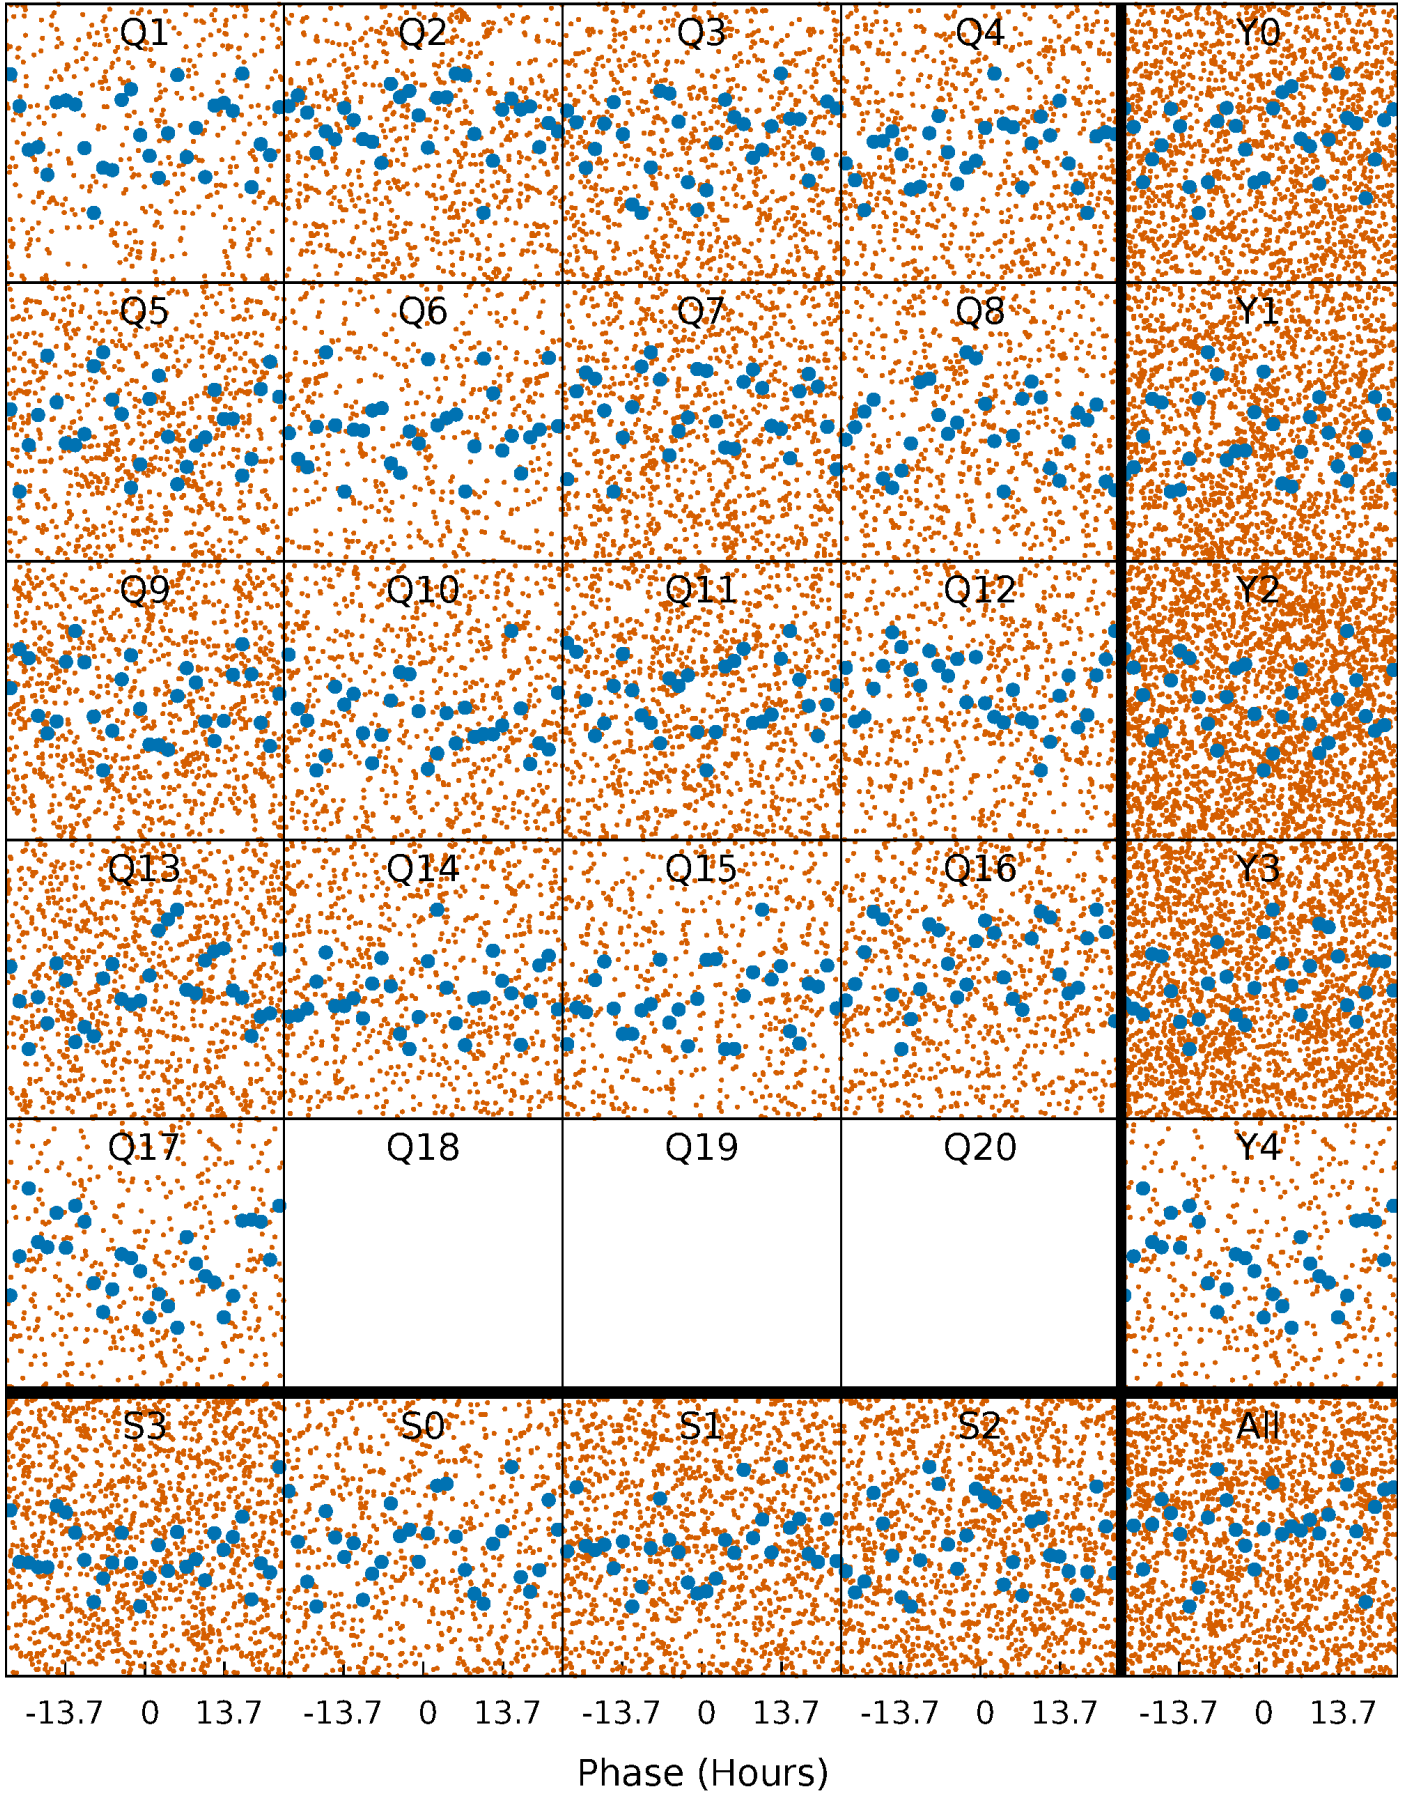 Q1 Q2 Q3 Q4 Y0
Q5 Q6 Q7 Q8 Y1
Q9 Q10 Q11 Q12 Y2
Q13 Q14 Q15 Q16 Y3
Q17 Q18 Q19 Q20 Y4
S3 S0 S1 S2 All
-13.7 0 13.7 -13.7 0 13.7 -13.7 0 13.7 -13.7 0 13.7 -13.7 0 13.7
Phase (Hours)